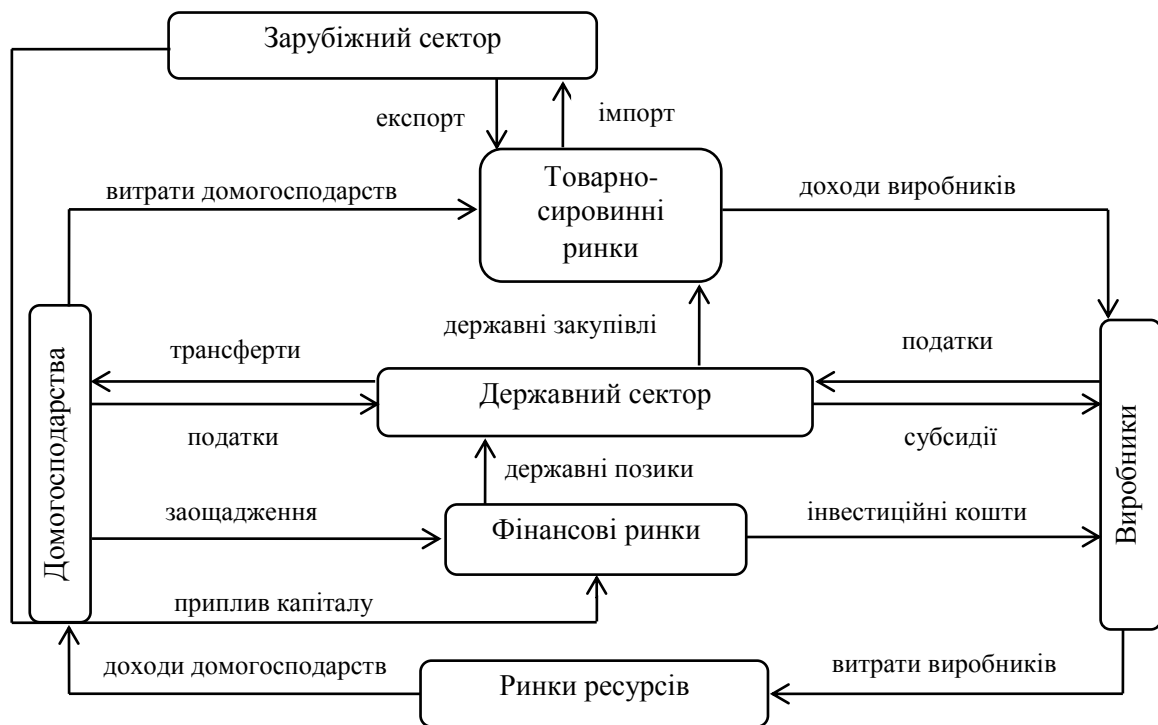 Зарубіжний сектор
експорт
імпорт
витрати домогосподарств
Товарно-
сировинні
ринки
доходи виробників
державні закупівлі
трансферти
податки
Домогосподарства
Державний сектор
Виробники
податки
субсидії
державні позики
заощадження
Фінансові ринки
інвестиційні кошти
приплив капіталу
доходи домогосподарств
Ринки ресурсів
витрати виробників